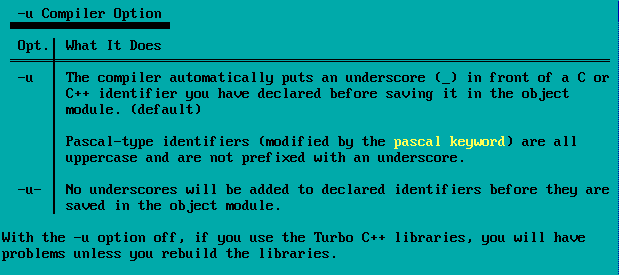 -u Compiler Option
Opt. What It Does
-u The compiler automatically puts an underscore (_) in front of a C or
C++ identifier you have declared before saving it in the object
module. (default)
Pascal-type identifiers (modified by the pascal keyword) are all
uppercase and are not prefixed with an underscore.
-u- No underscores will be added to declared identifiers before they are
saved in the object module.
With the -u option off, if you use the Turbo C++ libraries, you will have
problems unless you rebuild the libraries.